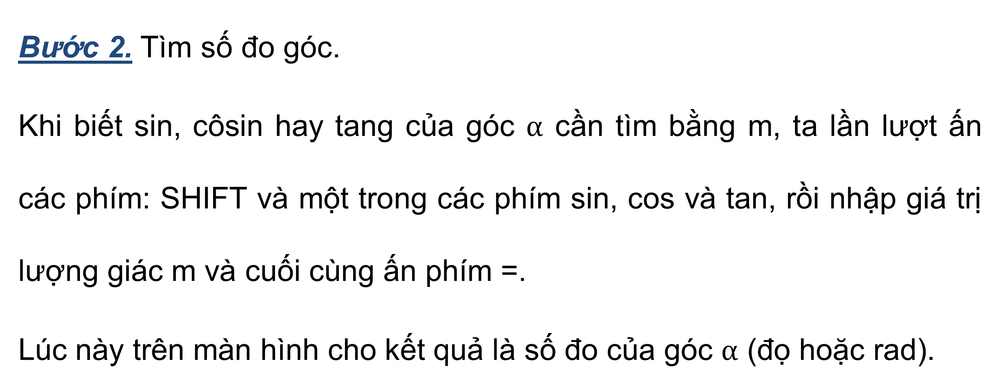 Bước 2. Tìm số đo góc.
Khi biết sin, côsin hay tang của góc α cần tìm bằng m, ta lần lượt ấn
các phím: SHIFT và một trong các phím sin, cos và tan, rồi nhập giá trị
lượng giác m và cuối cùng ấn phím =.
Lúc này trên màn hình cho kết quả là số đo của góc α (đọ hoặc rad).